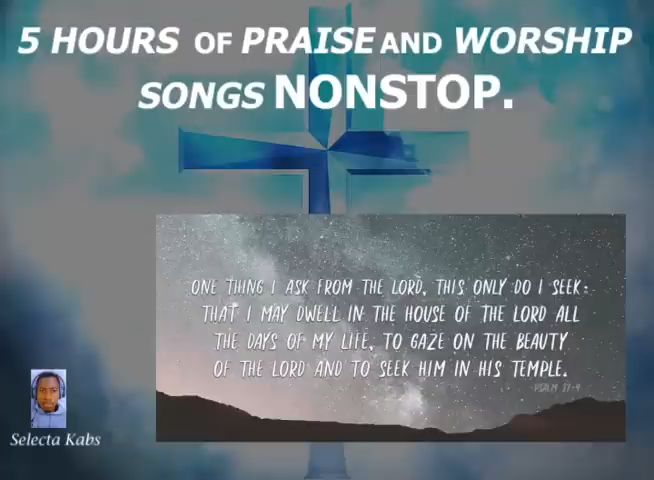 5 HOURS OF PRAISE AND WORSHIP
SONGS NONSTOP.
ONE THING I ASK FROM THE LORD, THIS ONLY DO I SEEK:
THAT I MAY DWELL IN THE HOUSE OF THE LORD ALL
THE DAYS OF MY LIFE, TO GAZE ON THE BEAUTY
OF THE LORD AND TO SEEK HIM IN HIS TEMPLE.
PSALM
Selecta Kabs